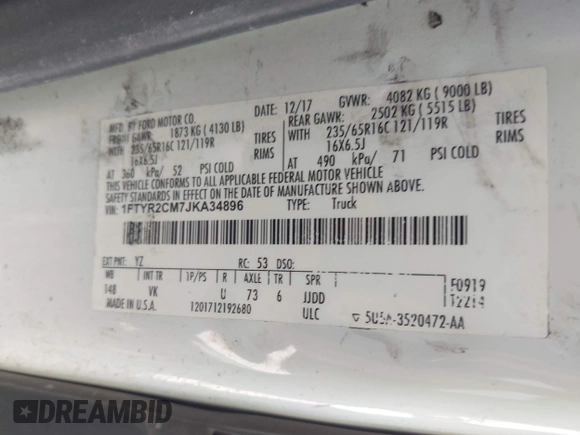 MFD. BY FORD MOTOR CO.
DATE: 12/17 GVWR: 4082 KG ( 9000 LB)
FRONT GAWR: 1873 KG ( 4130 LB) REAR GAWR: 2502 KG ( 5515 LB)
WITH 235/65R16C 121/119R TIRES WITH 235/65R16C 121/119R TIRES
16X6.5J RIMS 16X6.5J RIMS
AT 360 kPa/ 52 PSI COLD AT 490 kPa/ 71 PSI COLD
THIS VEHICLE CONFORMS TO ALL APPLICABLE FEDERAL MOTOR VEHICLE
SAFETY STANDARDS IN EFFECT ON THE DATE OF MANUFACTURE SHOWN ABOVE.
VIN: 1FTYR2CM7JKA34896 TYPE: Truck
EXT PNT: YZ RC: 53 DSO:
WB INT TR TP/PS R AXLE TR SPR
148 VK U 73 6 JJDD
MADE IN U.S.A. 1201712192680 ULC
F0919
T2214
5U5A-3520472-AA
DREAMBID